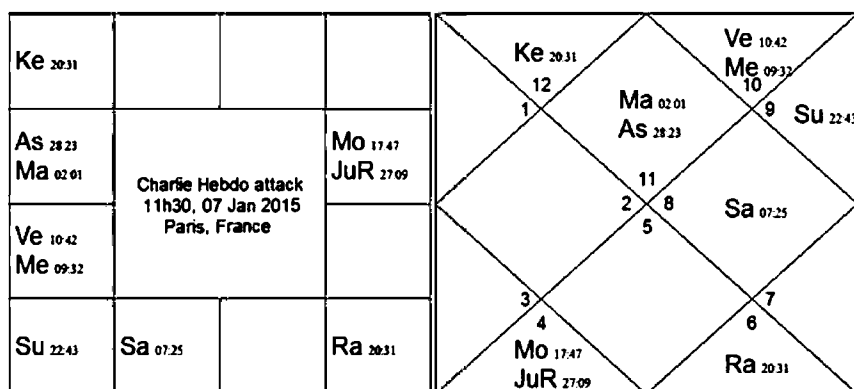 Ke 20:31
As 28:23
Ma 02:01
Charlie Hebdo attack
11h30, 07 Jan 2015
Paris, France
Mo 17:47
JuR 27:09
Ve 10:42
Me 09:32
Su 22:43
Sa 07:25
Ra 20:31
Ke 20:31
12
Ve 10:42
Me 09:32
10
1
Ma 02:01
As 28:23
9
Su 22:43
11
2
8
5
Sa 07:25
3
4
7
6
Mo 17:47
JuR 27:09
Ra 20:31